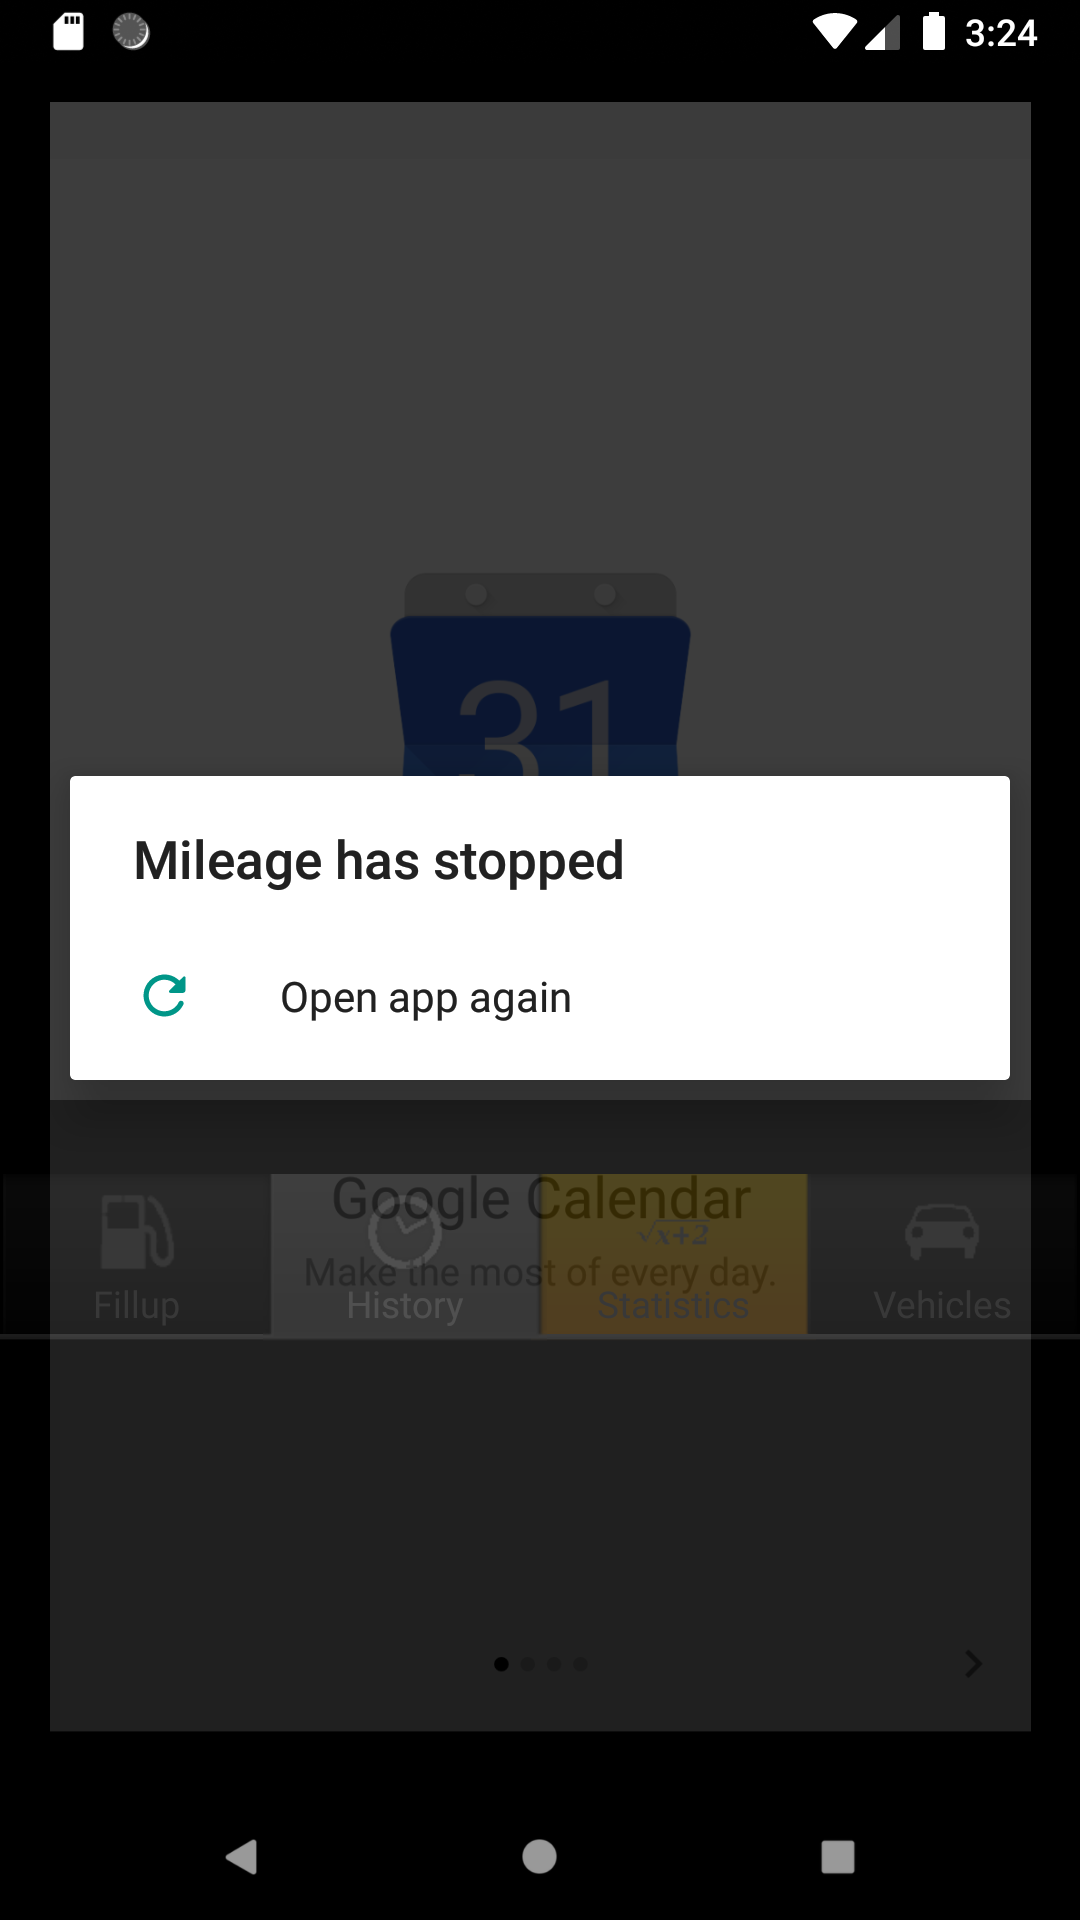 3:24
31
Mileage has stopped
Open app again
Google Calendar
√x+2
Make the most of every day.
Fillup
History
Statistics
Vehicles